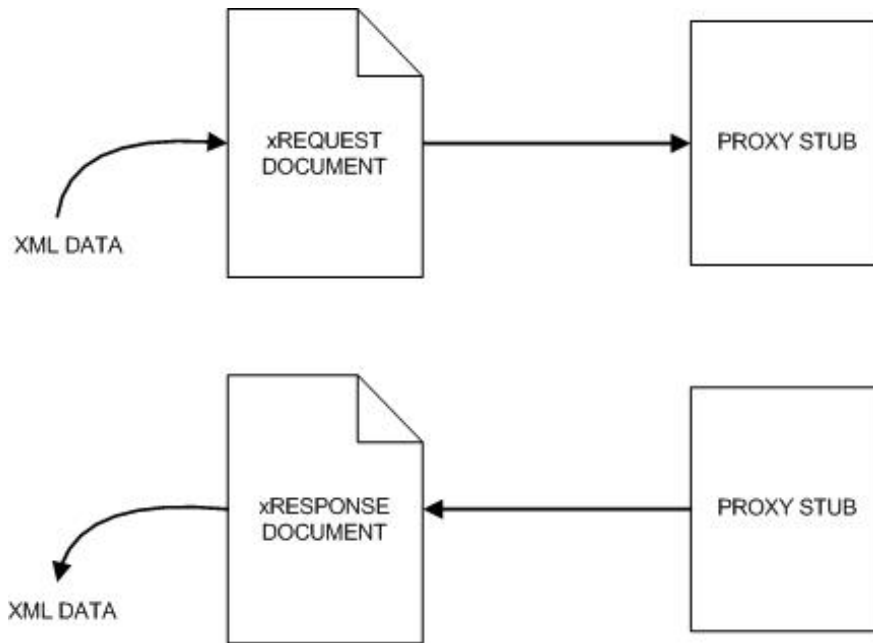 xREQUEST
DOCUMENT
PROXY STUB
XML DATA
xRESPONSE
DOCUMENT
PROXY STUB
XML DATA